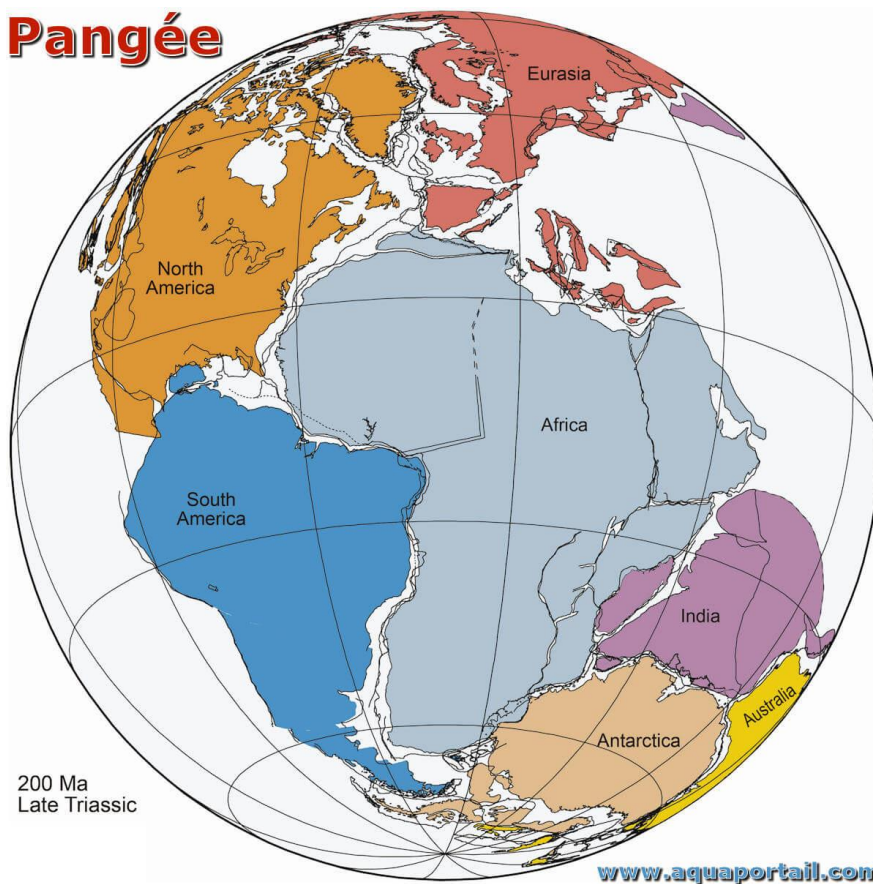 Pangée
Eurasia
North
America
Africa
South
America
India
Australia
Antarctica
200 Ma
Late Triassic
www.aquaportail.com